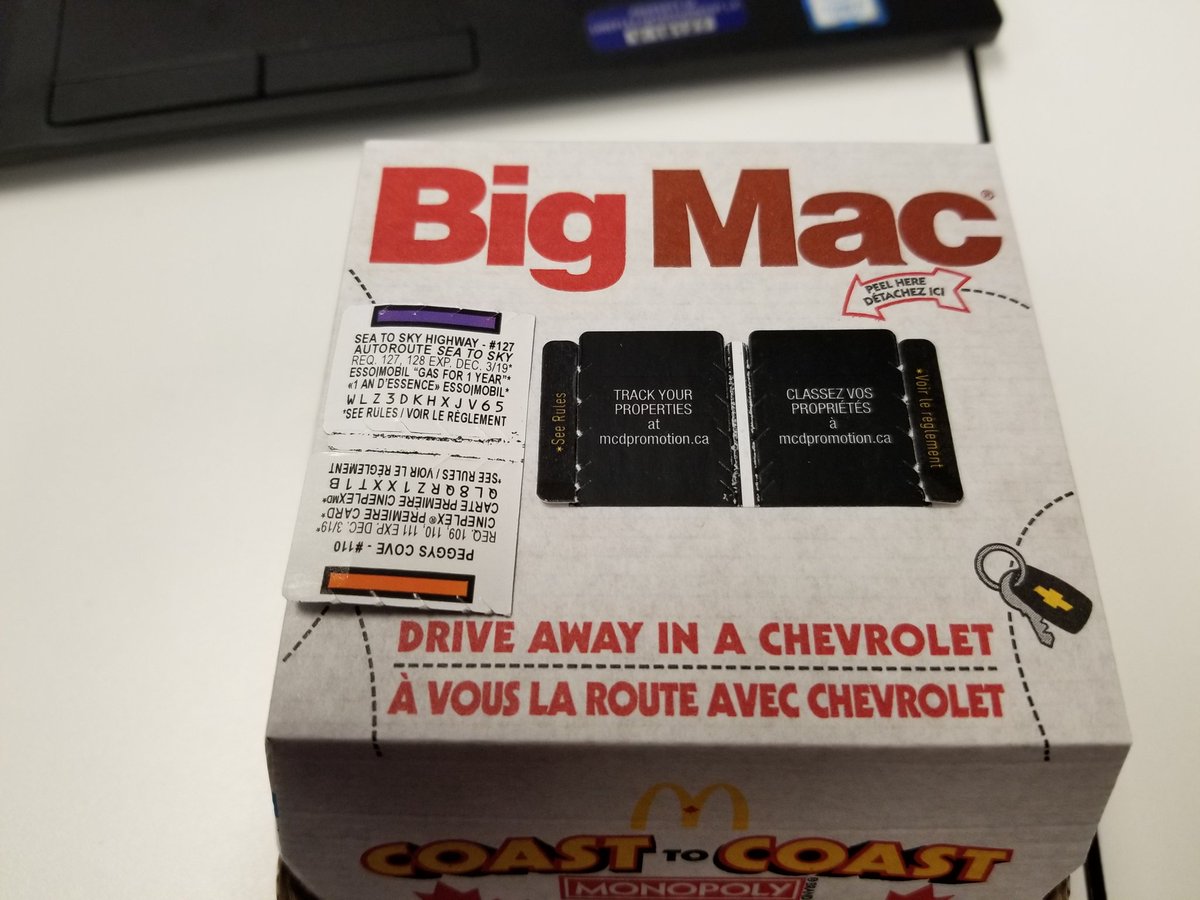 Big Mac®
PEEL HERE
DÉTACHEZ ICI
SEA TO SKY HIGHWAY - #127
AUTOROUTE SEA TO SKY
REQ. 127, 128 EXP. DEC. 3/19*
ESSO|MOBIL "GAS FOR 1 YEAR"*
«1 AN D'ESSENCE» ESSO|MOBIL*
WLZ3DKHXJV65
*SEE RULES / VOIR LE RÈGLEMENT
PEGGYS COVE - #110
REQ. 109, 110, 111 EXP. DEC. 3/19*
CINEPLEX® PREMIERE CARD*
CARTE PREMIÈRE CINEPLEXMD*
QL8QRZ1XXT1B
*SEE RULES / VOIR LE RÈGLEMENT
*See Rules
TRACK YOUR
PROPERTIES
at
mcdpromotion.ca
CLASSEZ VOS
PROPRIÉTÉS
à
mcdpromotion.ca
*Voir le règlement
DRIVE AWAY IN A CHEVROLET
À VOUS LA ROUTE AVEC CHEVROLET
COAST TO COAST
MONOPOLY